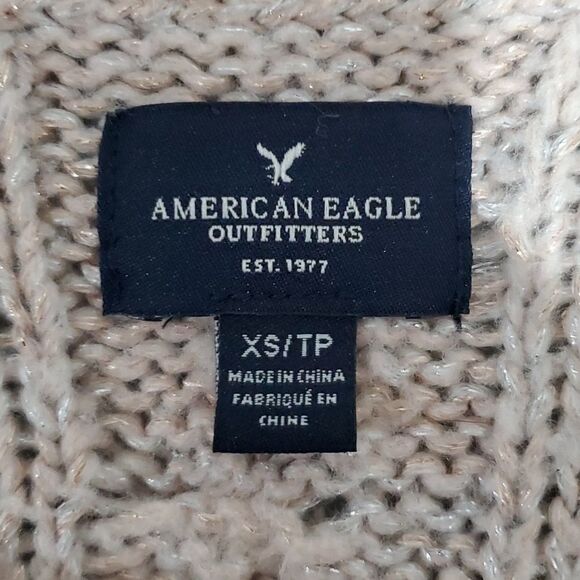 AMERICAN EAGLE
OUTFITTERS
EST. 1977
XS/TP
MADE IN CHINA
FABRIQUÉ EN
CHINE